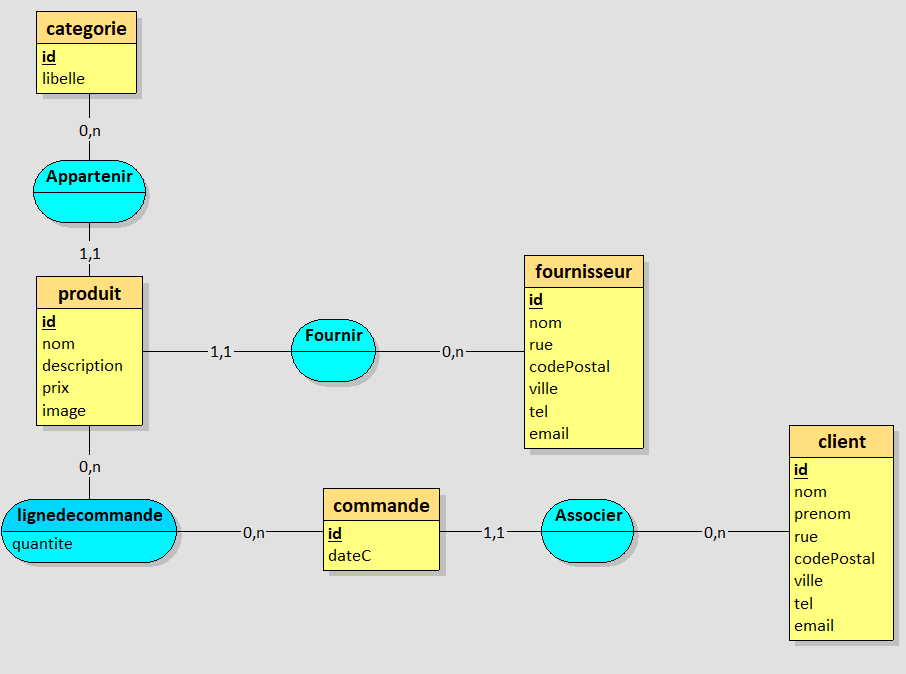 categorie
id
libelle
0,n
Appartenir
1,1
produit
id
nom
description
prix
image
1,1
Fournir
0,n
fournisseur
id
nom
rue
codePostal
ville
tel
email
0,n
lignedecommande
quantite
0,n
commande
id
dateC
1,1
Associer
0,n
client
id
nom
prenom
rue
codePostal
ville
tel
email